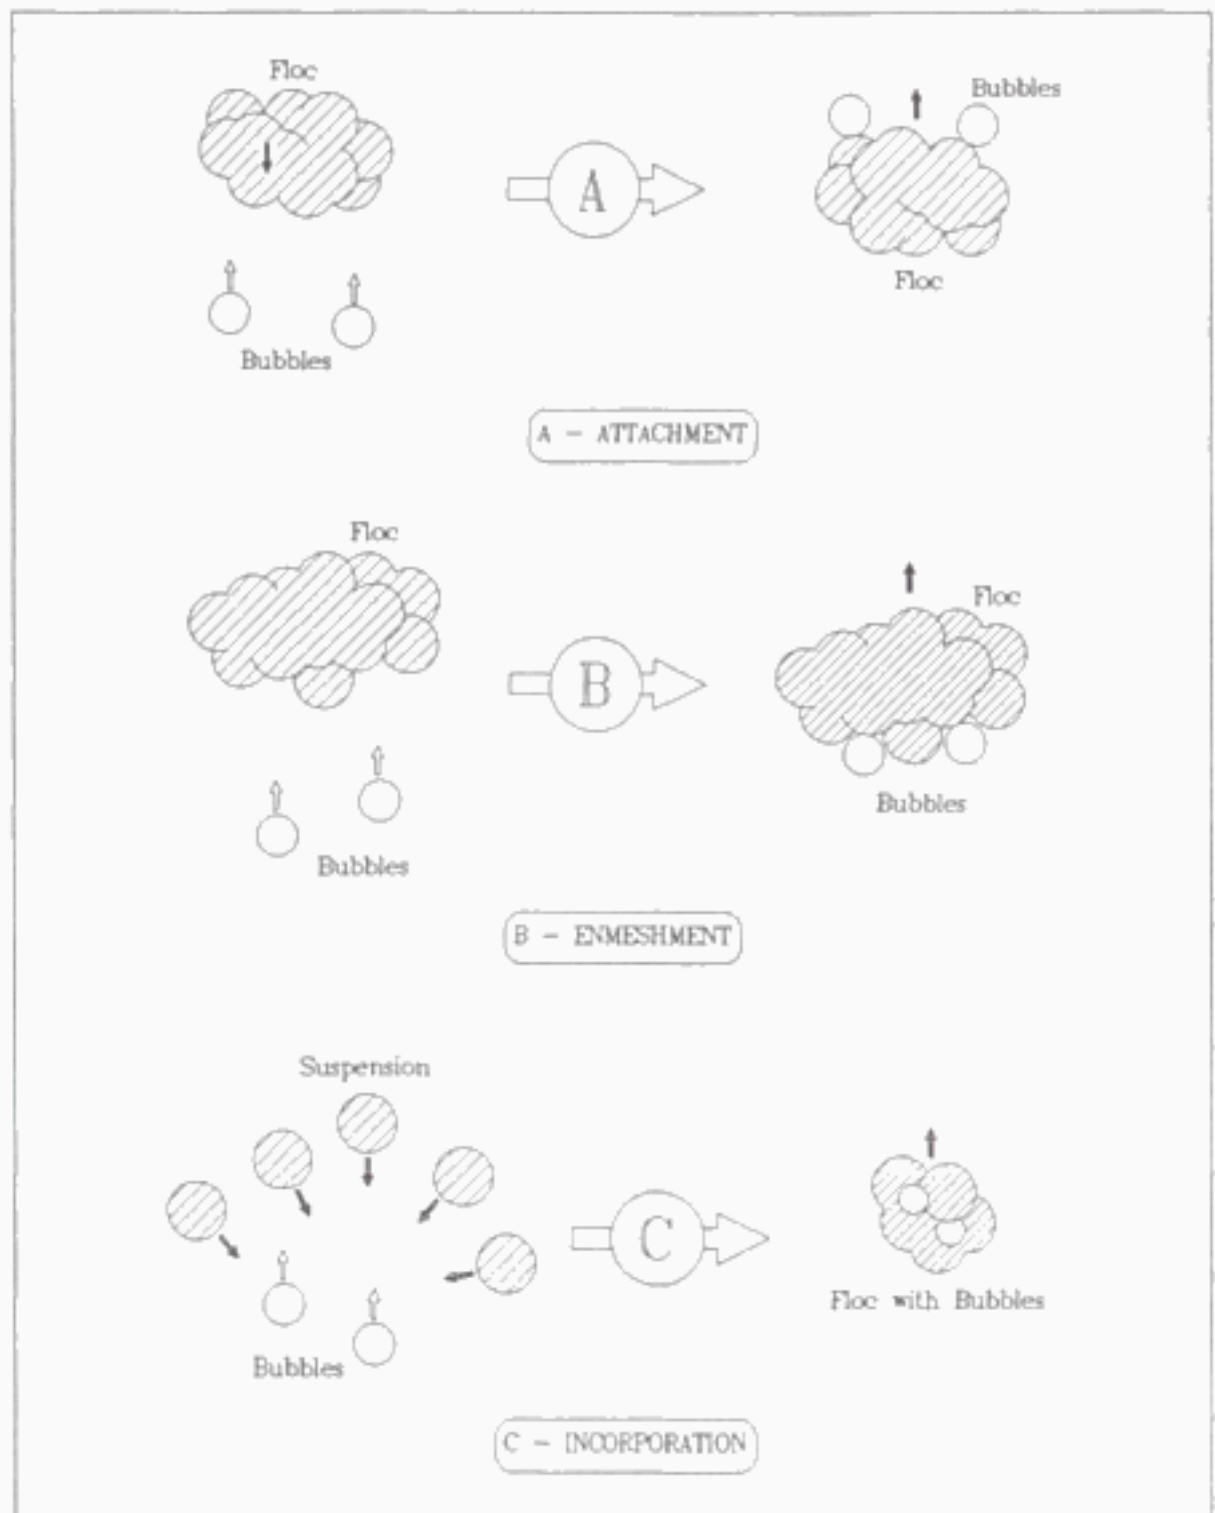 Floc
Bubbles
A
Floc
Bubbles
A - ATTACHMENT
Floc
Floc
B
Bubbles
Bubbles
B - ENMESHMENT
Suspension
C
Floc with Bubbles
Bubbles
C - INCORPORATION